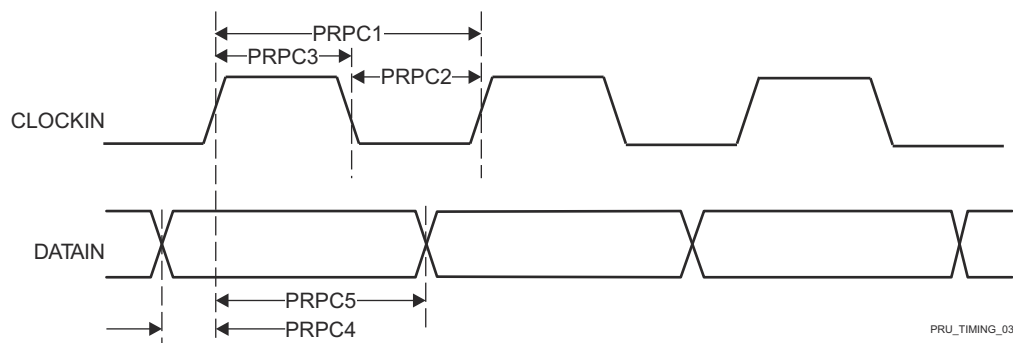 PRPC1
PRPC3
PRPC2
CLOCKIN
DATAIN
PRPC5
PRPC4
PRU_TIMING_03